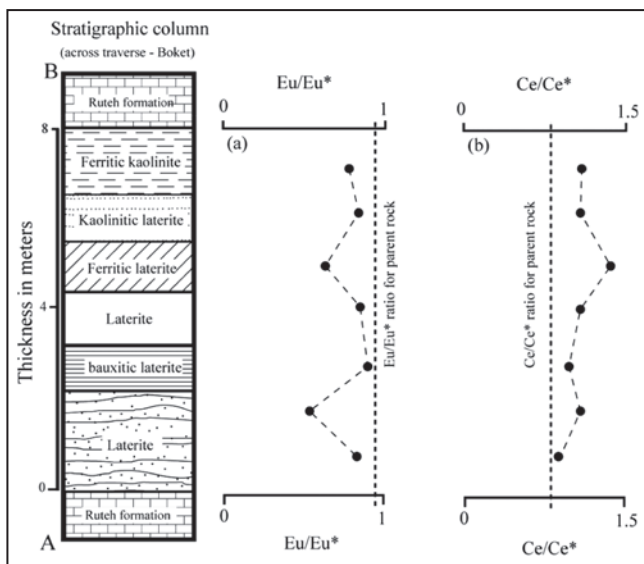 Stratigraphic column
(across traverse - Boket)
B
Ruteh formation
8
Ferritic kaolinite
Kaolinitic laterite
Ferritic laterite
4
Laterite
bauxitic laterite
Laterite
0
Ruteh formation
A
Thickness in meters
Eu/Eu*
0
1
(a)
Eu/Eu* ratio for parent rock
0
1
Eu/Eu*
Ce/Ce*
0
1.5
(b)
Ce/Ce* ratio for parent rock
0
1.5
Ce/Ce*